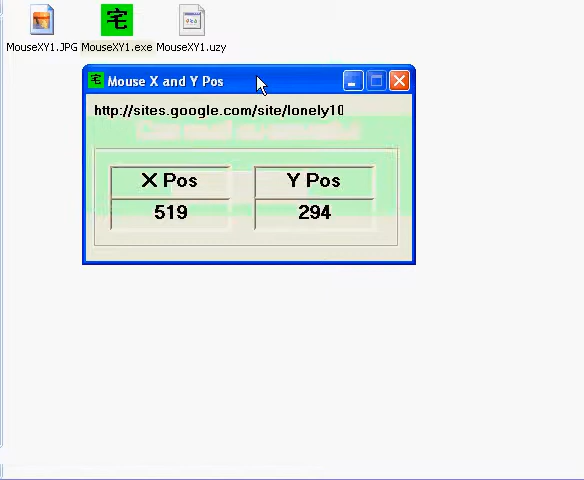 宅
MouseXY1.JPG MouseXY1.exe MouseXY1.uzy
宅 Mouse X and Y Pos
http://sites.google.com/site/lonely10
X Pos Y Pos
519 294